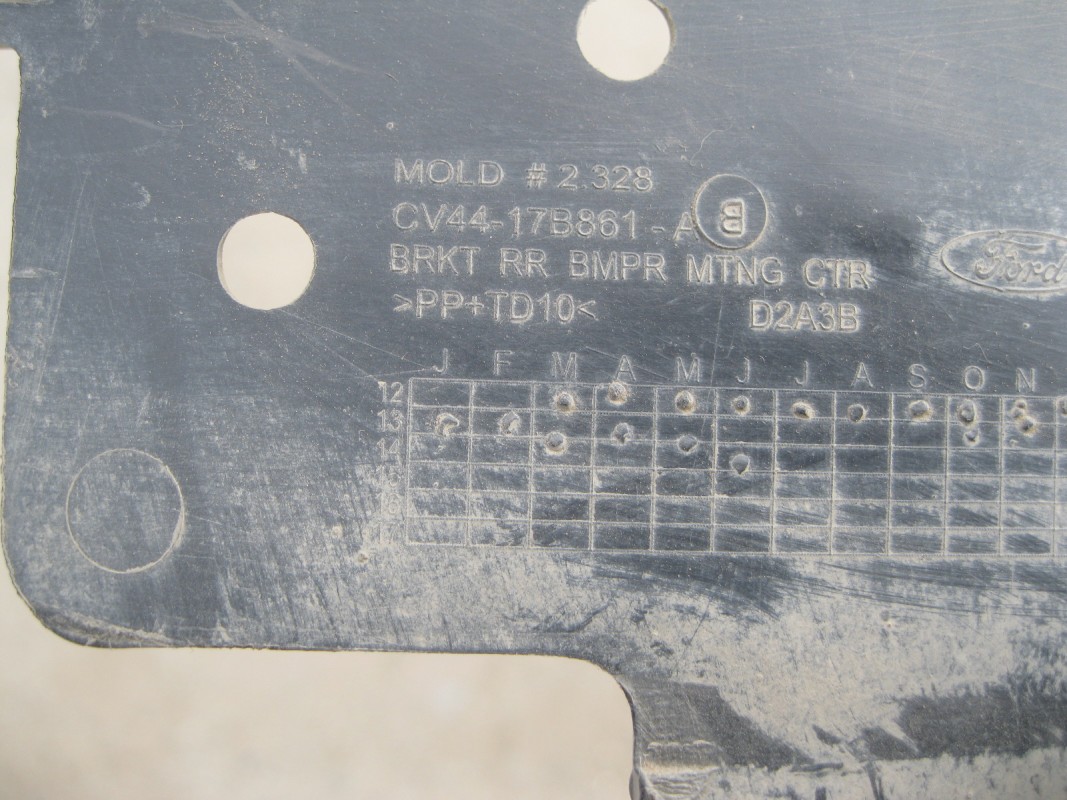 MOLD # 2.328
CV44-17B861-A B
BRKT RR BMPR MTNG CTR
Ford
>PP+TD10< D2A3B
J F M A M J J A S O N
12
13
14